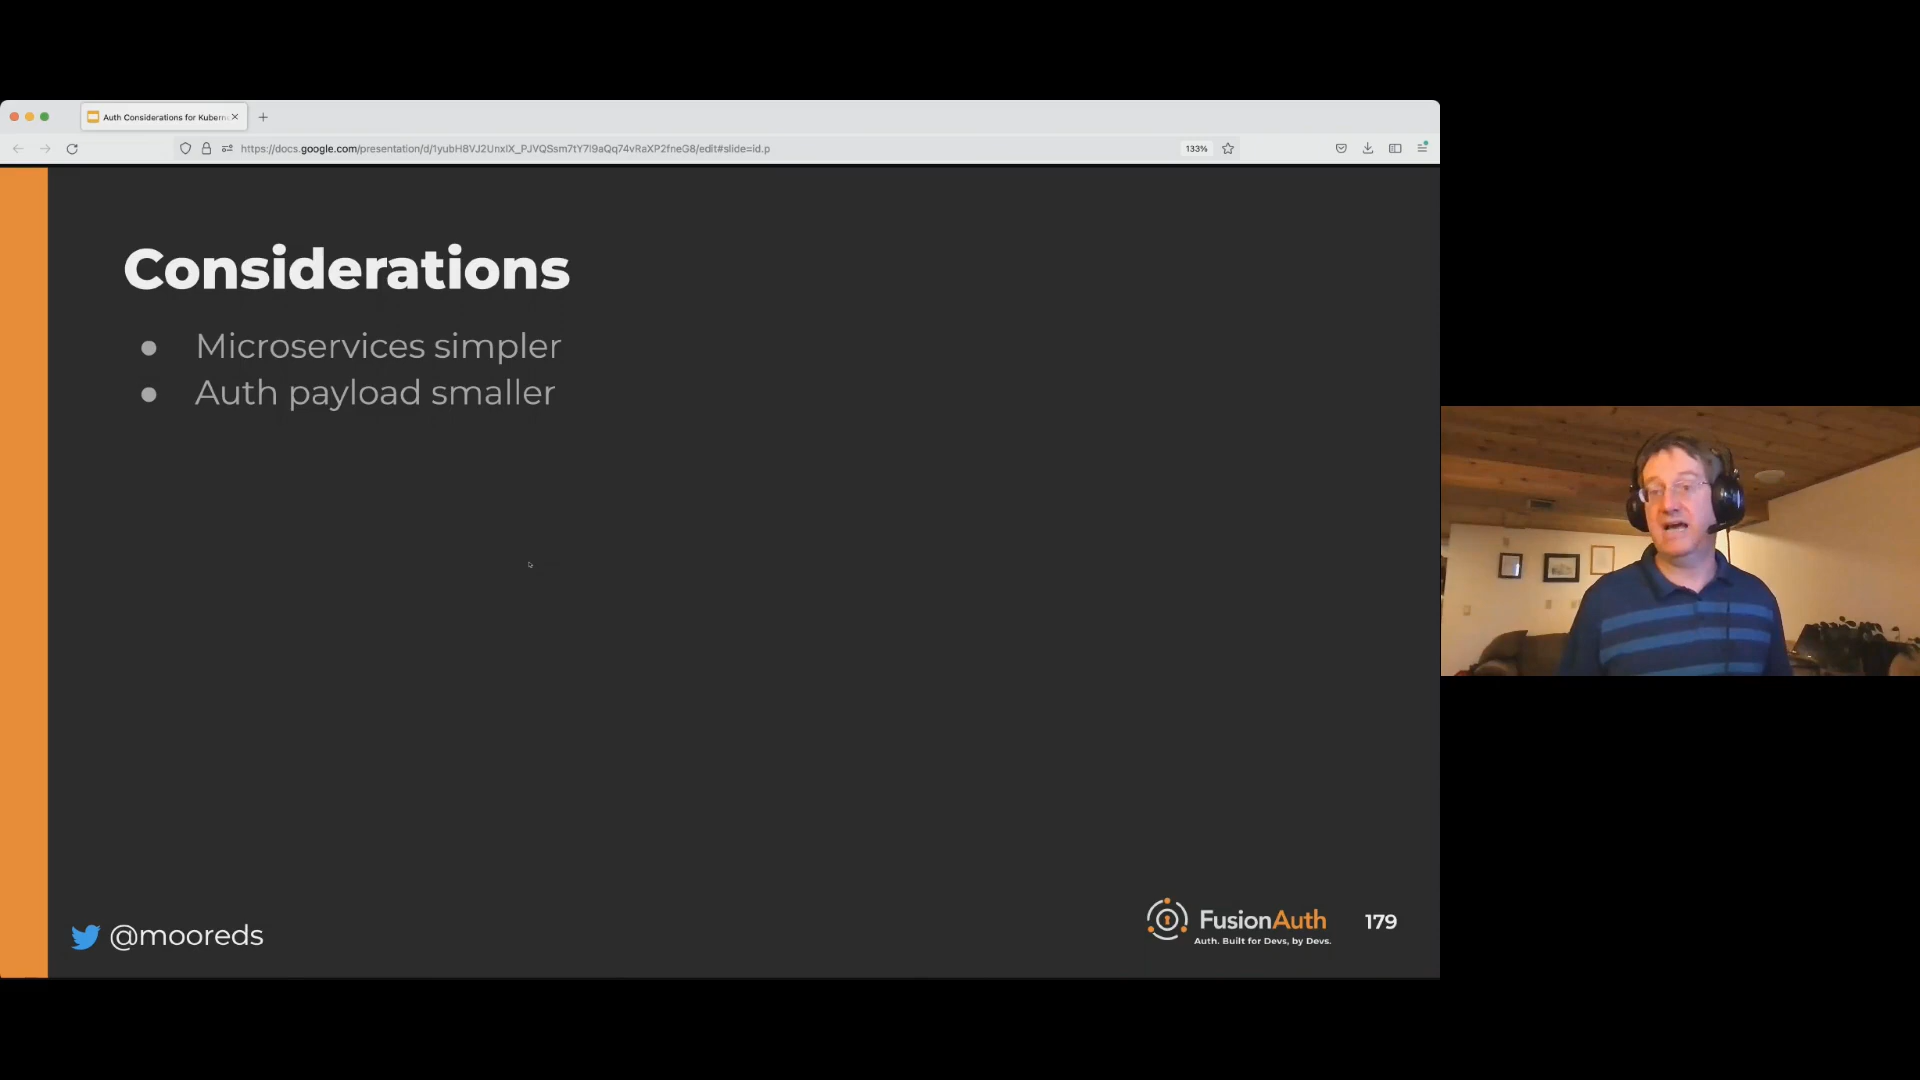 Auth Considerations for Kubern
https://docs.google.com/presentation/d/1yubH8VJ2UnxlX_PJVQSsm7tY7l9aQq74vRaXP2fneG8/edit#slide=id.p
133%
Considerations
● Microservices simpler
● Auth payload smaller
@mooreds
FusionAuth
Auth. Built for Devs, by Devs.
179